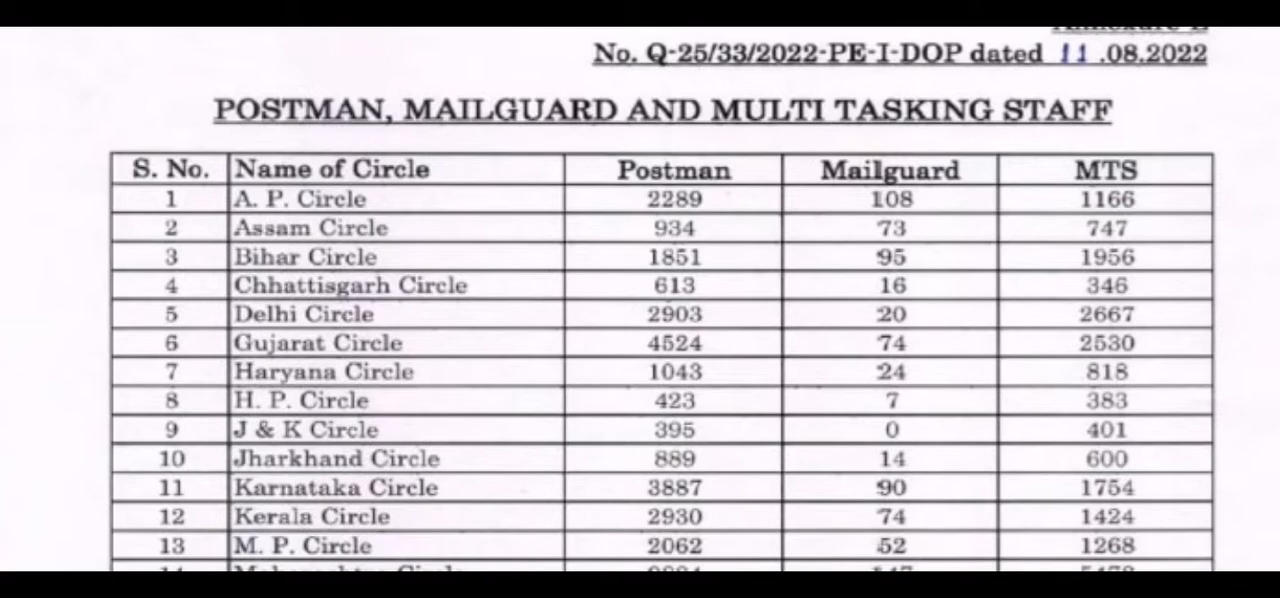 No. Q-25/33/2022-PE-I-DOP dated 11.08.2022
POSTMAN, MAILGUARD AND MULTI TASKING STAFF
S. No. Name of Circle Postman Mailguard MTS
1 A. P. Circle 2289 108 1166
2 Assam Circle 934 73 747
3 Bihar Circle 1851 95 1956
4 Chhattisgarh Circle 613 16 346
5 Delhi Circle 2903 20 2667
6 Gujarat Circle 4524 74 2530
7 Haryana Circle 1043 24 818
8 H. P. Circle 423 7 383
9 J & K Circle 395 0 401
10 Jharkhand Circle 889 14 600
11 Karnataka Circle 3887 90 1754
12 Kerala Circle 2930 74 1424
13 M. P. Circle 2062 52 1268